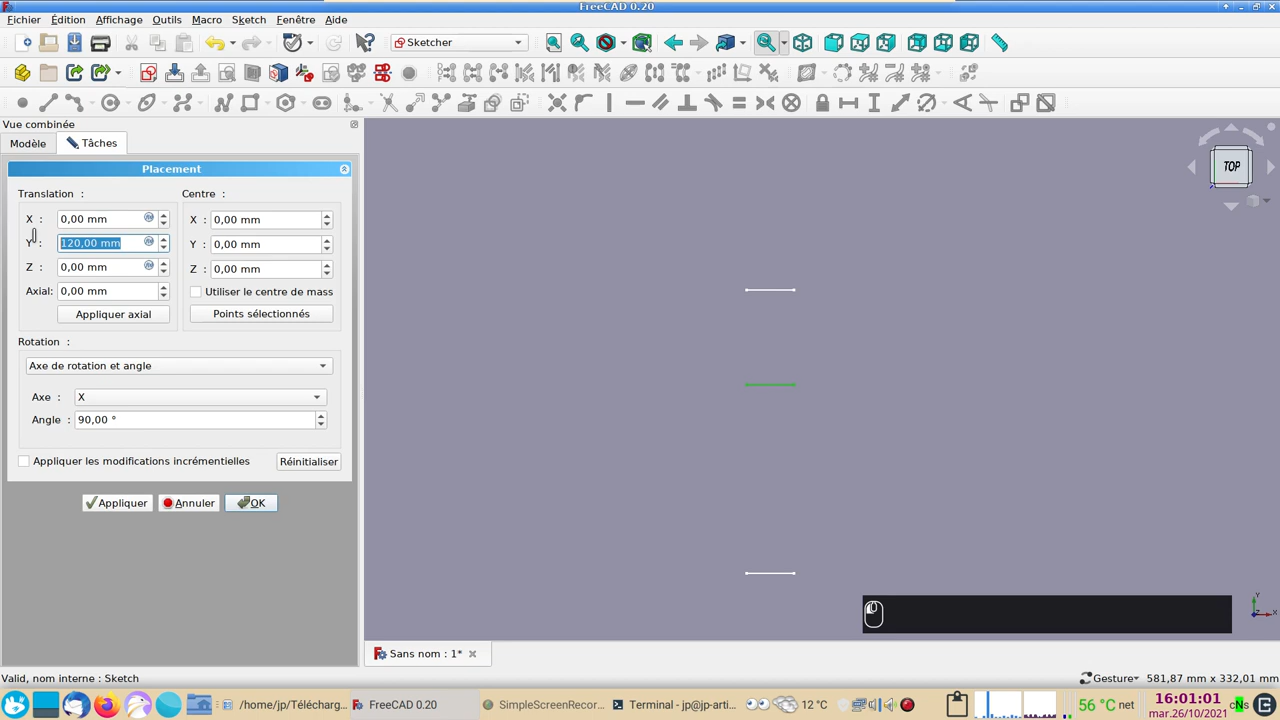 FreeCAD 0.20
Fichier Édition Affichage Outils Macro Sketch Fenêtre Aide
Sketcher
Vue combinée
Modèle Tâches
Placement
Translation : Centre :
X : 0,00 mm X : 0,00 mm
Y : 120,00 mm Y : 0,00 mm
Z : 0,00 mm Z : 0,00 mm
Axial: 0,00 mm Utiliser le centre de mass
Appliquer axial Points sélectionnés
Rotation :
Axe de rotation et angle
Axe : X
Angle : 90,00 °
Appliquer les modifications incrémentielles Réinitialiser
Appliquer Annuler OK
TOP
Y
X
Sans nom : 1*
Valid, nom interne : Sketch Gesture 581,87 mm x 332,01 mm
/home/jp/Télécharg... FreeCAD 0.20 SimpleScreenRecor... Terminal - jp@jp-arti... 12 °C 56 °C net 16:01:01 cNs
mar.26/10/2021